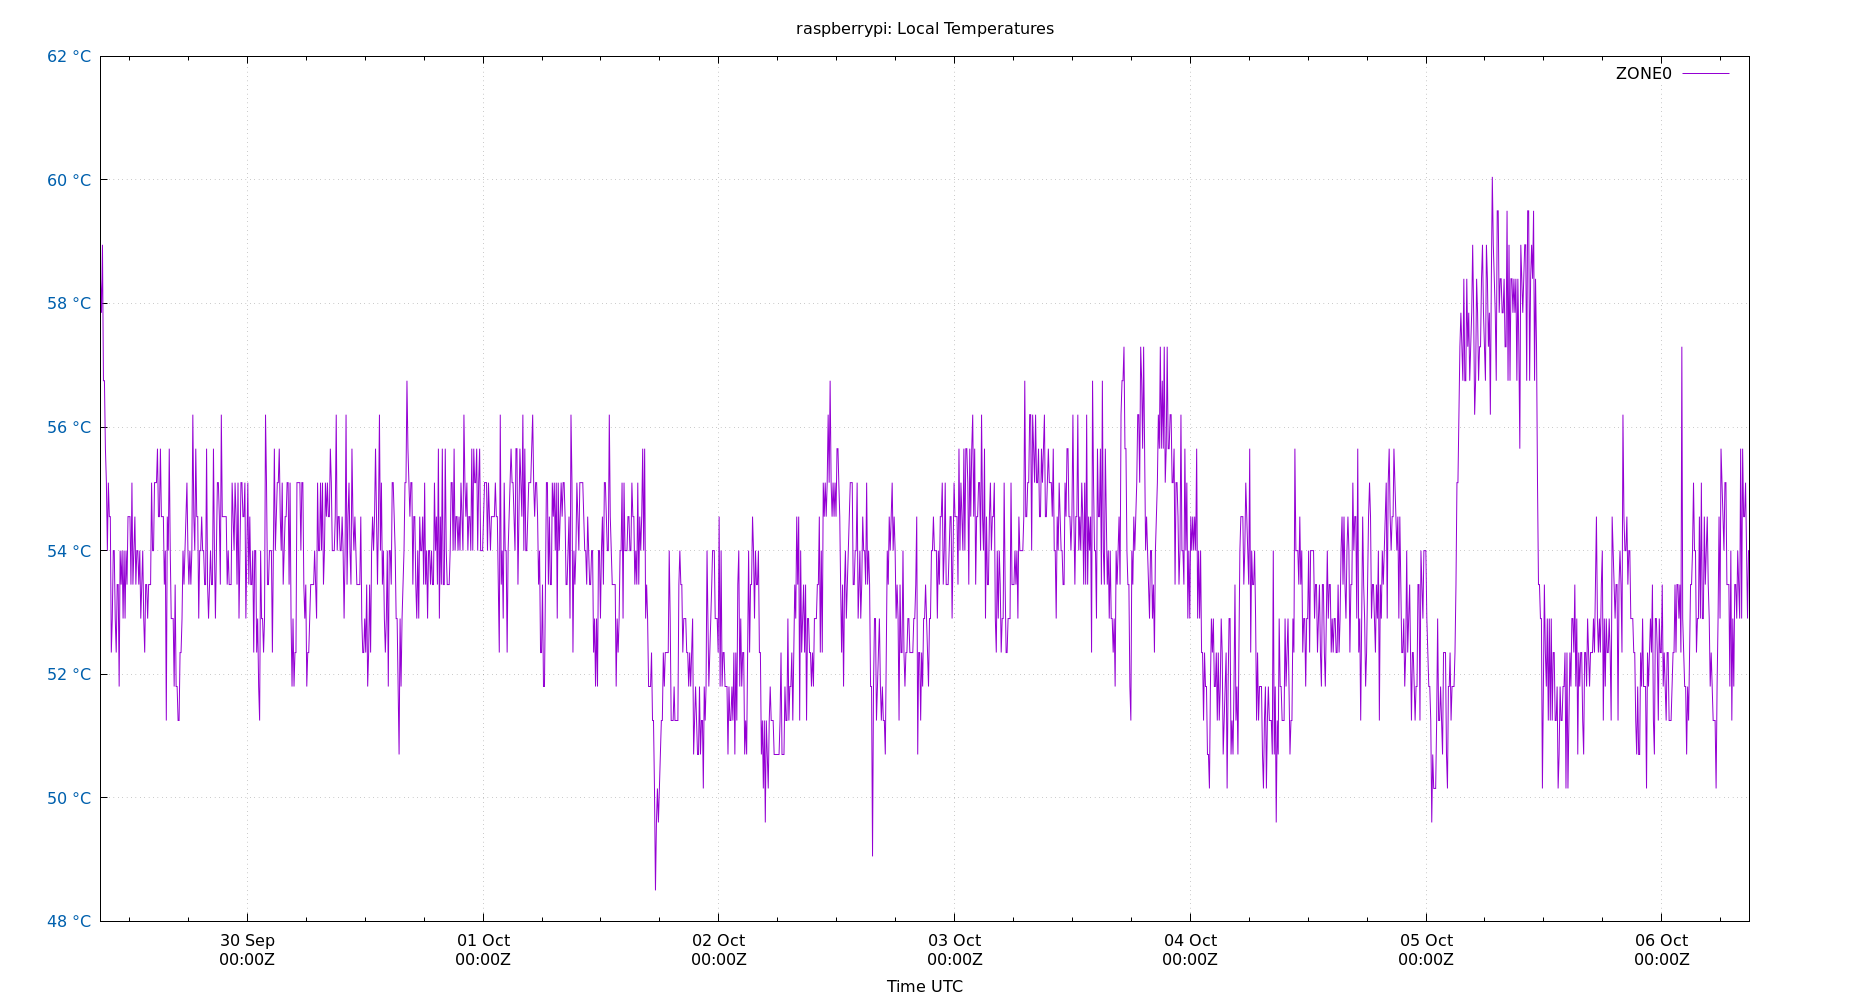 raspberrypi: Local Temperatures
62 °C
ZONE0
60 °C
58 °C
56 °C
54 °C
52 °C
50 °C
48 °C
30 Sep 01 Oct 02 Oct 03 Oct 04 Oct 05 Oct 06 Oct
00:00Z 00:00Z 00:00Z 00:00Z 00:00Z 00:00Z 00:00Z
Time UTC